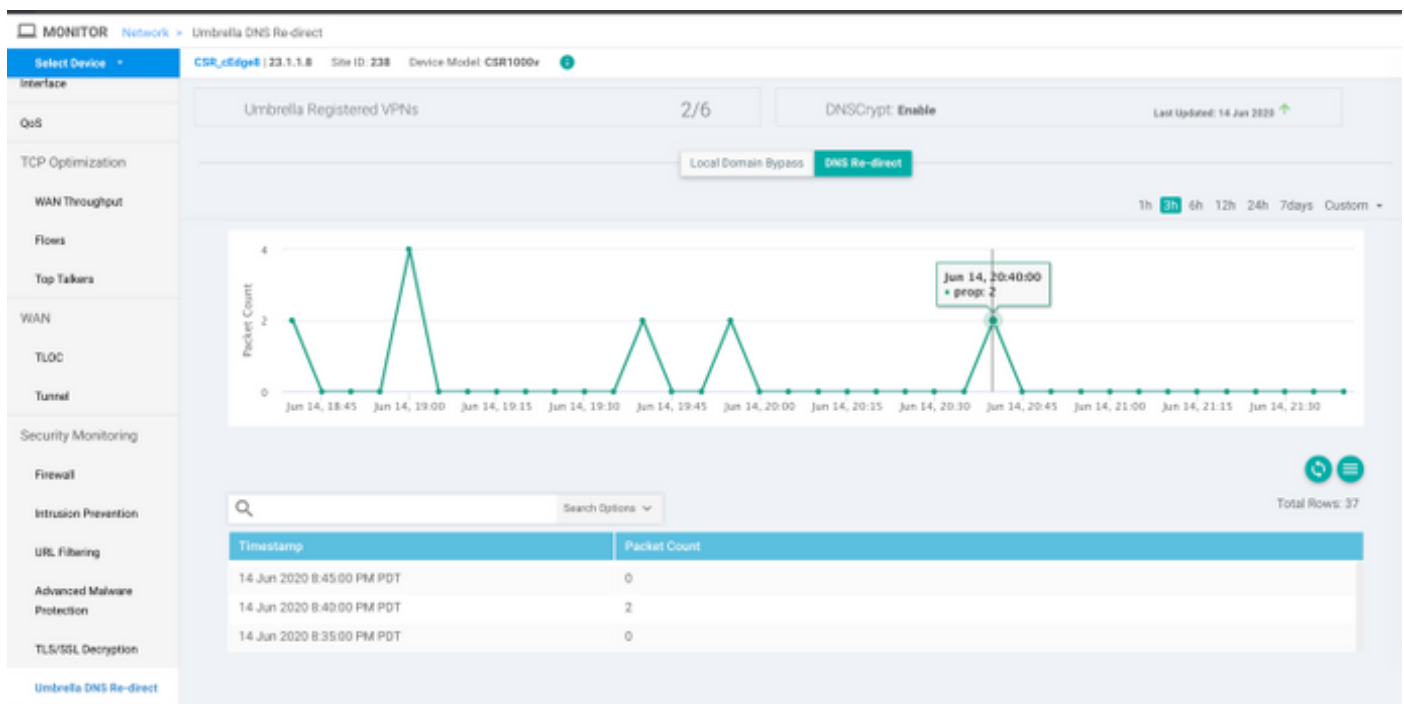 MONITOR Network > Umbrella DNS Re-direct
Select Device
CSR_cEdge8 | 23.1.1.8 Site ID: 238 Device Model: CSR1000v
Interface
QoS
TCP Optimization
WAN Throughput
Flows
Top Talkers
WAN
TLOC
Tunnel
Security Monitoring
Firewall
Intrusion Prevention
URL Filtering
Advanced Malware
Protection
TLS/SSL Decryption
Umbrella DNS Re-direct
Umbrella Registered VPNs 2/6
DNSCrypt: Enable Last Updated: 14 Jun 2020
Local Domain Bypass DNS Re-direct
1h 3h 6h 12h 24h 7days Custom
Packet Count
4
2
0
Jun 14, 20:40:00
prop: 2
Jun 14, 18:45 Jun 14, 19:00 Jun 14, 19:15 Jun 14, 19:30 Jun 14, 19:45 Jun 14, 20:00 Jun 14, 20:15 Jun 14, 20:30 Jun 14, 20:45 Jun 14, 21:00 Jun 14, 21:15 Jun 14, 21:30
Search Options
Total Rows: 37
Timestamp Packet Count
14 Jun 2020 8:45:00 PM PDT 0
14 Jun 2020 8:40:00 PM PDT 2
14 Jun 2020 8:35:00 PM PDT 0